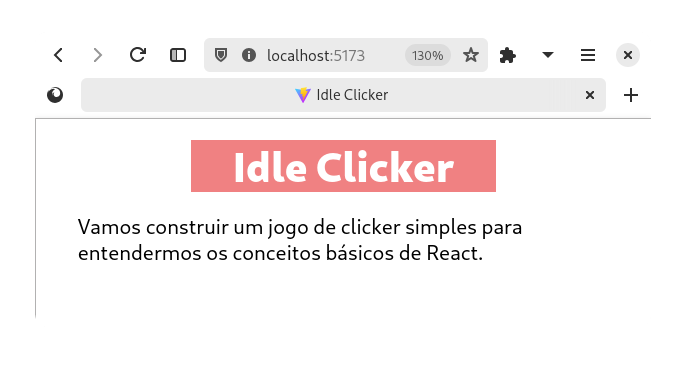 localhost:5173
130%
Idle Clicker
Idle Clicker
Vamos construir um jogo de clicker simples para
entendermos os conceitos básicos de React.